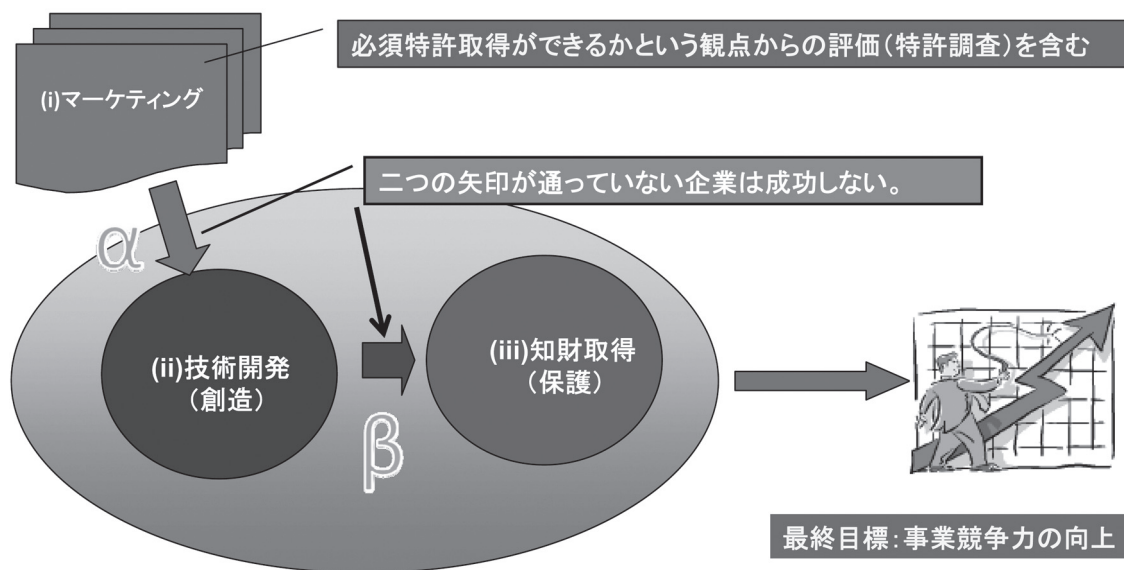 必須特許取得ができるかという観点からの評価(特許調査)を含む
(i)マーケティング
二つの矢印が通っていない企業は成功しない。
α
(ii)技術開発
(創造)
β
(iii)知財取得
(保護)
最終目標:事業競争力の向上